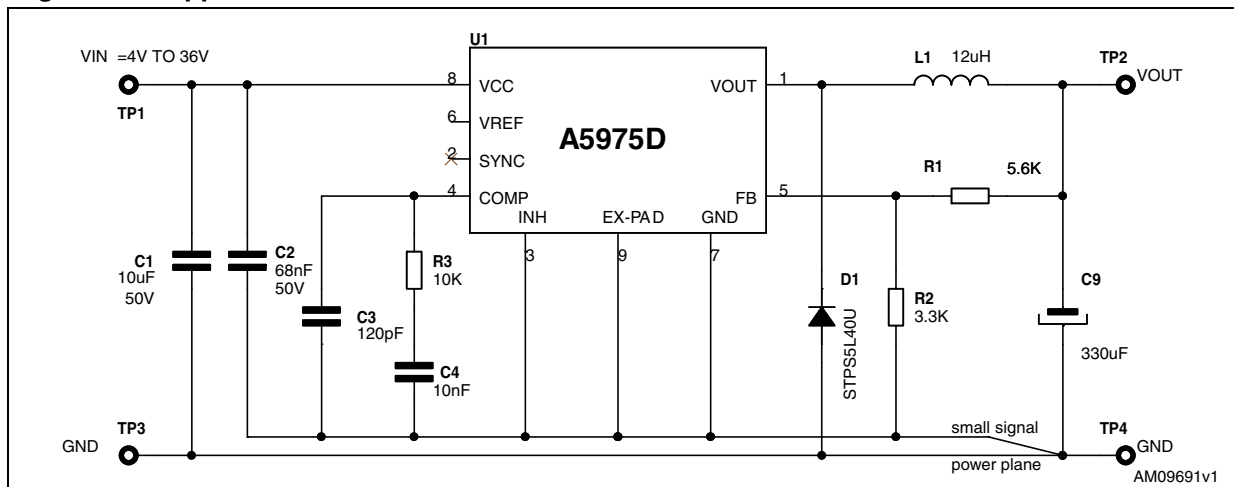 U1
VIN =4V TO 36V
L1 12uH
TP2
VOUT
8 VCC
VOUT 1
TP1
6 VREF
A5975D
2 SYNC
R1 5.6K
4 COMP
FB 5
INH EX-PAD GND
3 9 7
C1
10uF
50V
C2
68nF
50V
R3
10K
D1
STPS5L40U
R2
3.3K
C9
330uF
C3
120pF
C4
10nF
TP3
GND
small signal
power plane
TP4
GND
AM09691v1